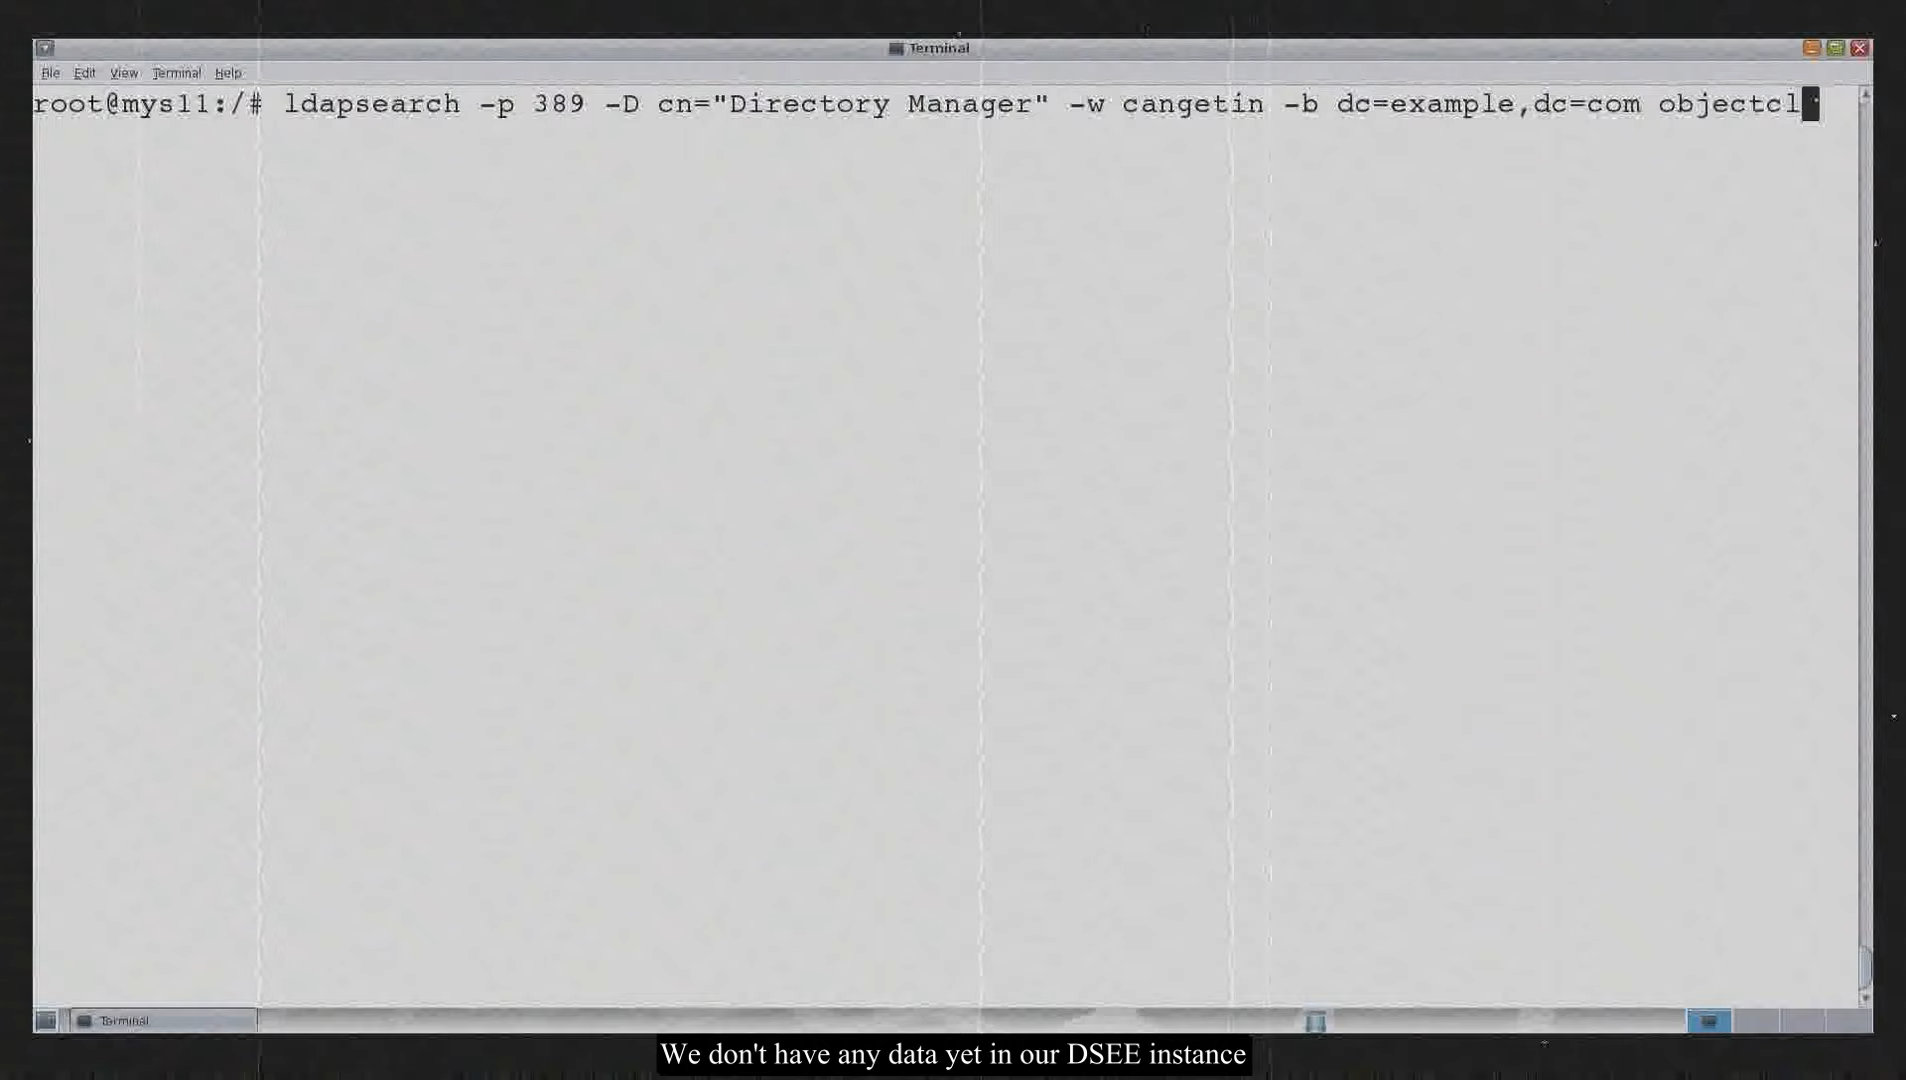 Terminal
File Edit View Terminal Help
root@mys11:/# ldapsearch -p 389 -D cn="Directory Manager" -w cangetin -b dc=example,dc=com objectcl
Terminal
We don't have any data yet in our DSEE instance